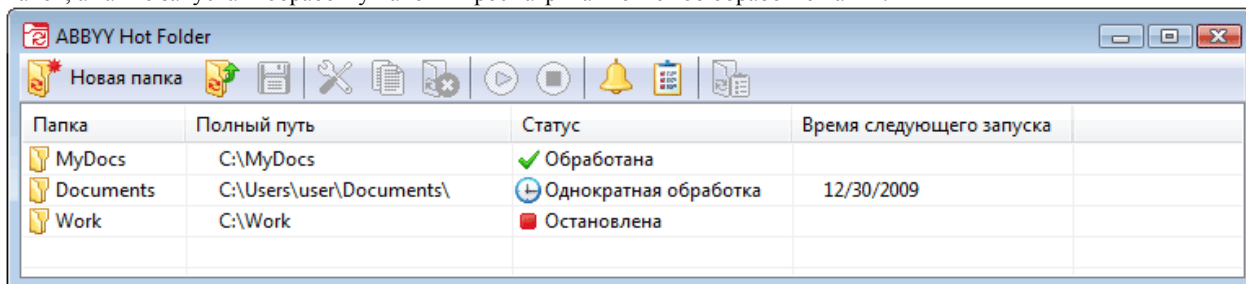 ABBYY Hot Folder
Новая папка
Папка Полный путь Статус Время следующего запуска
MyDocs C:\MyDocs Обработана
Documents C:\Users\user\Documents\ Однократная обработка 12/30/2009
Work C:\Work Остановлена